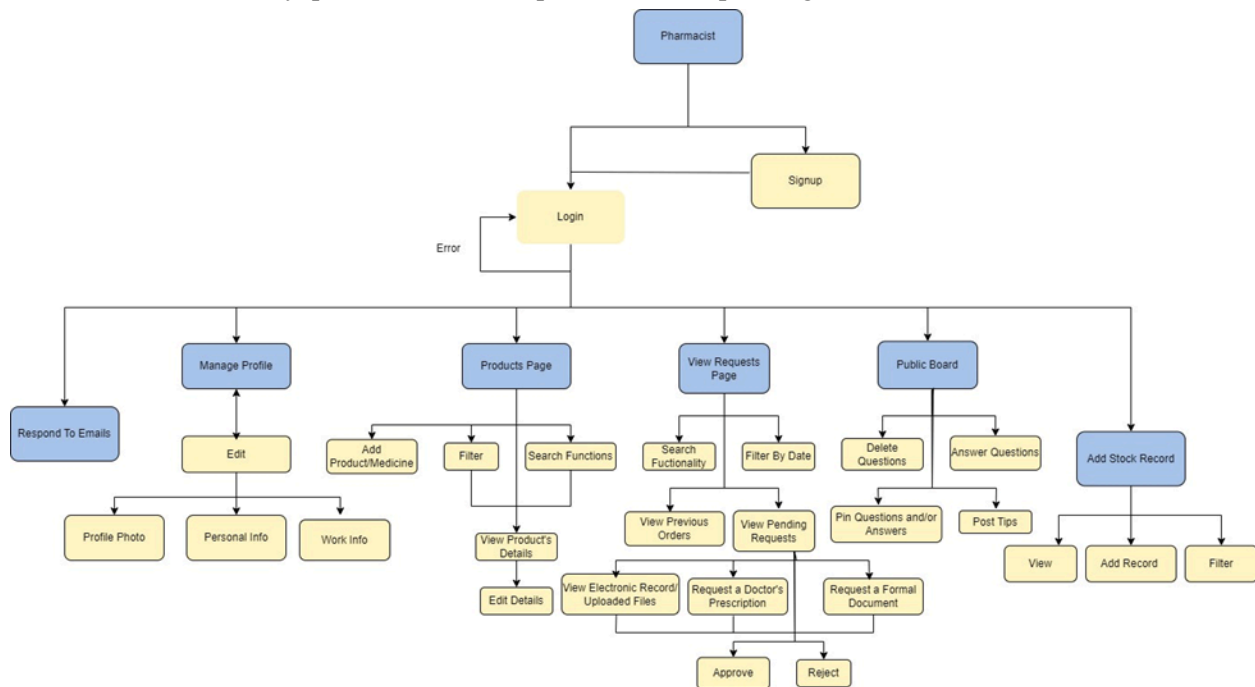 Pharmacist
Signup
Login
Error
Manage Profile
Products Page
View Requests
Page
Public Board
Respond To Emails
Edit
Add
Product/Medicine
Filter
Search Functions
Search
Fuctionality
Filter By Date
Delete
Questions
Answer Questions
Add Stock Record
Profile Photo
Personal Info
Work Info
View Product's
Details
Edit Details
View Previous
Orders
View Pending
Requests
Pin Questions and/or
Answers
Post Tips
View
Add Record
Filter
View Electronic Record/
Uploaded Files
Request a Doctor's
Prescription
Request a Formal
Document
Approve
Reject